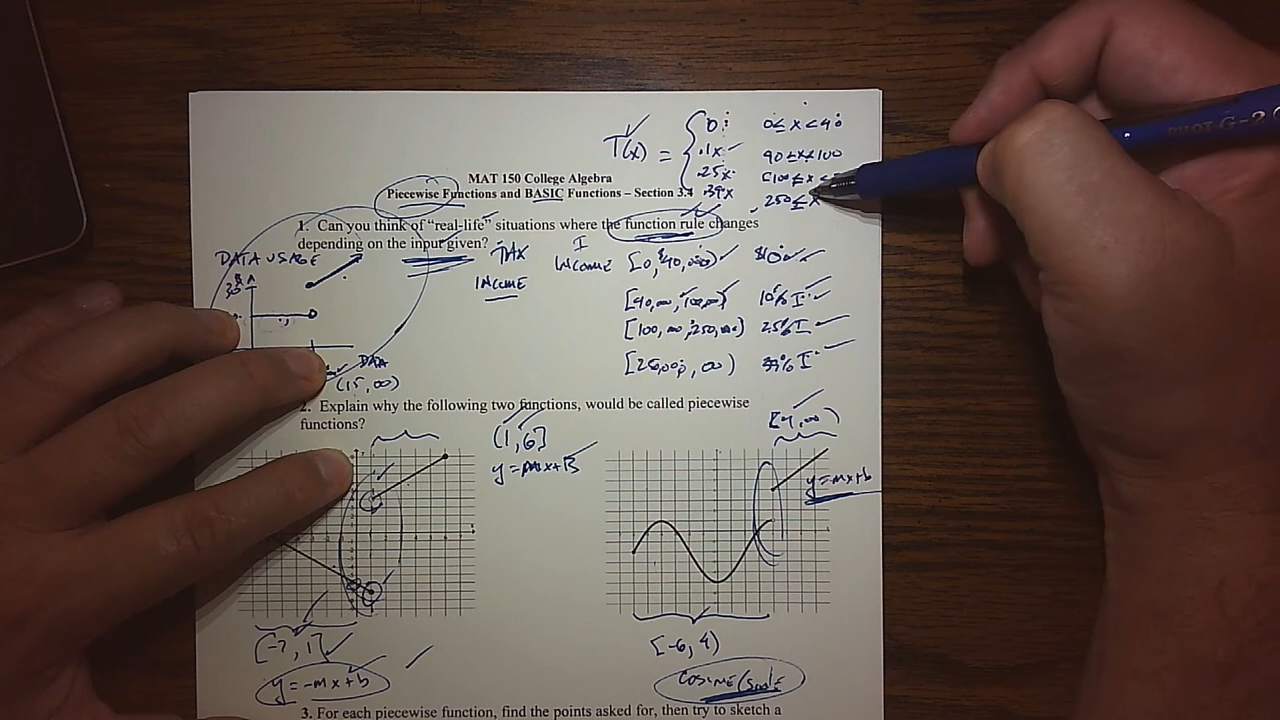 T(x) =
0 0≤x<40
.1x 40≤x<100
.25x [100≤x<
.39x 250≤x
MAT 150 College Algebra
Piecewise Functions and BASIC Functions – Section 3.4
1. Can you think of "real-life" situations where the function rule changes
depending on the input given?
DATA USAGE
TAX
INCOME
I
INCOME [0, 40,000) $0
[40,000, 100,000) 10% I
[100,000, 250,000) 25% I
[250,000, ∞) 39% I
30
DATA
(15, ∞)
2. Explain why the following two functions, would be called piecewise
functions?
(1, 6]
y = mx+B
[4, ∞)
y = mx+b
[-7, 1]
y = -mx+b
[-6, 4)
COSINE/SINE
3. For each piecewise function, find the points asked for, then try to sketch a
PILOT G-2